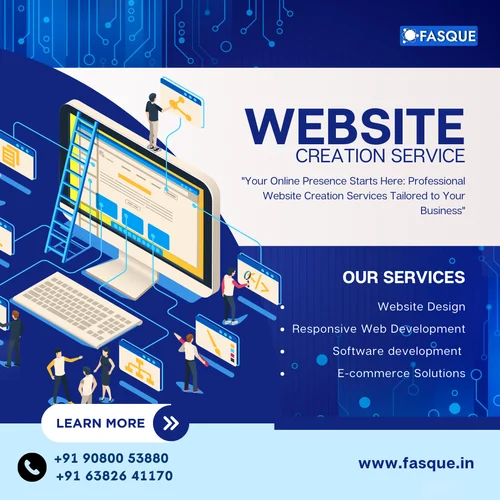 FASQUE
WEBSITE
CREATION SERVICE
"Your Online Presence Starts Here: Professional
Website Creation Services Tailored to Your
Business"
OUR SERVICES
Website Design
Responsive Web Development
Software development
E-commerce Solutions
LEARN MORE
+91 90800 53880
+91 63826 41170
www.fasque.in